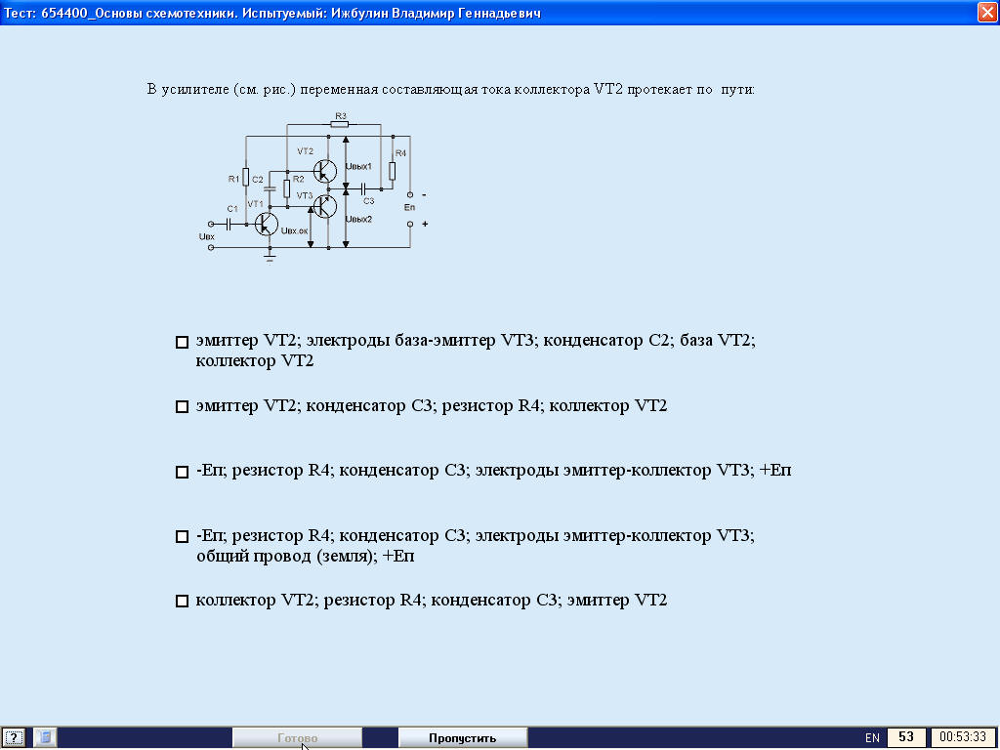 Тест: 654400_Основы схемотехники. Испытуемый: Ижбулин Владимир Геннадьевич
В усилителе (см. рис.) переменная составляющая тока коллектора VT2 протекает по пути:
R3
VT2
Uвых1
R4
R1
C2
R2
VT3
C3
-
Eп
C1
VT1
Uвх.ок
Uвых2
+
Uвх
эмиттер VT2; электроды база-эмиттер VT3; конденсатор C2; база VT2;
коллектор VT2
эмиттер VT2; конденсатор C3; резистор R4; коллектор VT2
-Eп; резистор R4; конденсатор C3; электроды эмиттер-коллектор VT3; +Eп
-Eп; резистор R4; конденсатор C3; электроды эмиттер-коллектор VT3;
общий провод (земля); +Eп
коллектор VT2; резистор R4; конденсатор C3; эмиттер VT2
?
Готово
Пропустить
EN
53
00:53:33